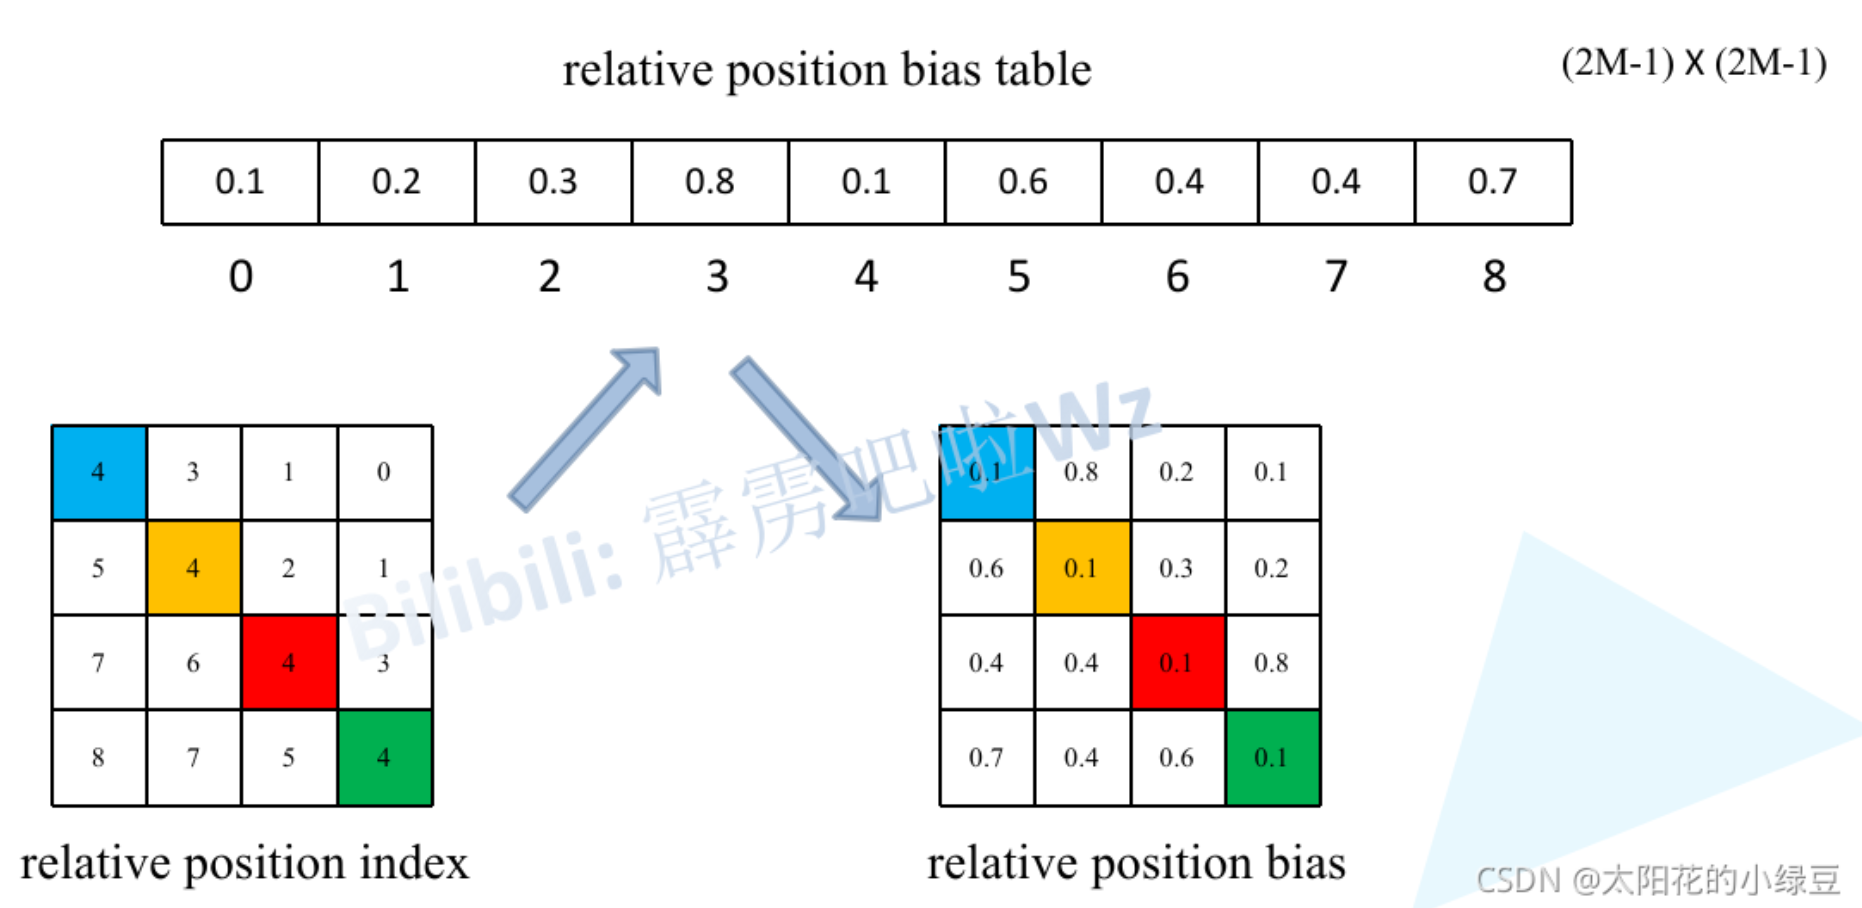 relative position bias table
(2M-1) X (2M-1)
0.1 0.2 0.3 0.8 0.1 0.6 0.4 0.4 0.7
0 1 2 3 4 5 6 7 8
4 3 1 0
5 4 2 1
7 6 4 3
8 7 5 4
relative position index
0.1 0.8 0.2 0.1
0.6 0.1 0.3 0.2
0.4 0.4 0.1 0.8
0.7 0.4 0.6 0.1
relative position bias
Bilibili: 霹雳吧啦Wz
CSDN @太阳花的小绿豆